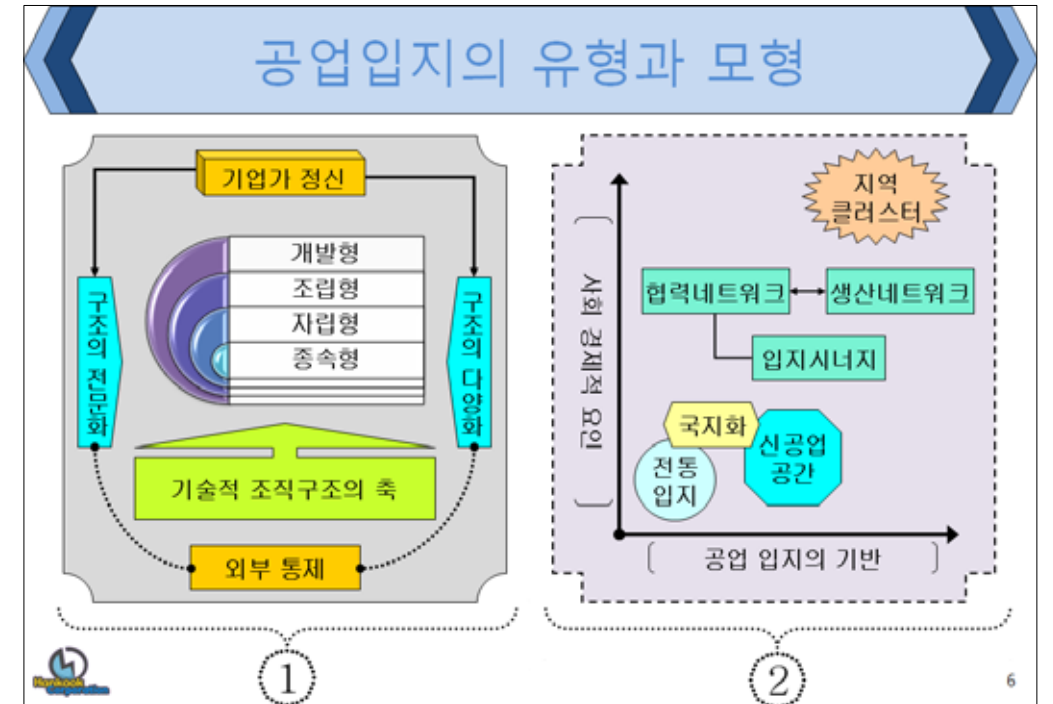 공업입지의 유형과 모형
기업가 정신
개발형
조립형
자립형
종속형
구조의 전문화
구조의 다양화
기술적 조직구조의 축
외부 통제
1
지역
클러스터
협력네트워크
생산네트워크
입지시너지
사회 경제적 요인
국지화
전통
입지
신공업
공간
공업 입지의 기반
2
Hankook
Corporation
6